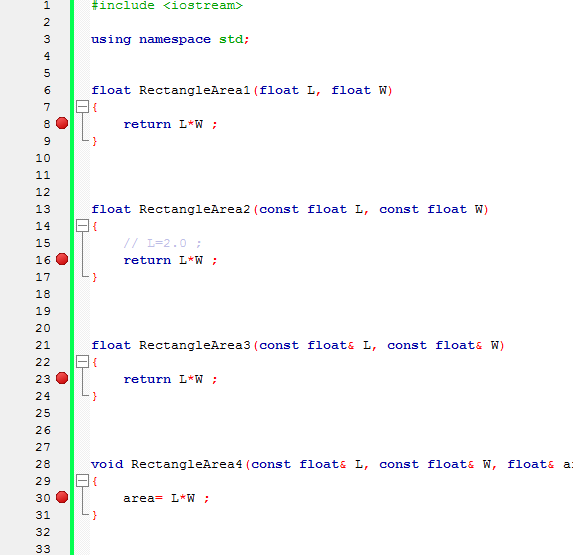 1 #include <iostream>
2
3 using namespace std;
4
5
6 float RectangleArea1(float L, float W)
7 {
8 return L*W ;
9 }
10
11
12
13 float RectangleArea2(const float L, const float W)
14 {
15 // L=2.0 ;
16 return L*W ;
17 }
18
19
20
21 float RectangleArea3(const float& L, const float& W)
22 {
23 return L*W ;
24 }
25
26
27
28 void RectangleArea4(const float& L, const float& W, float&
29 {
30 area= L*W ;
31 }
32
33